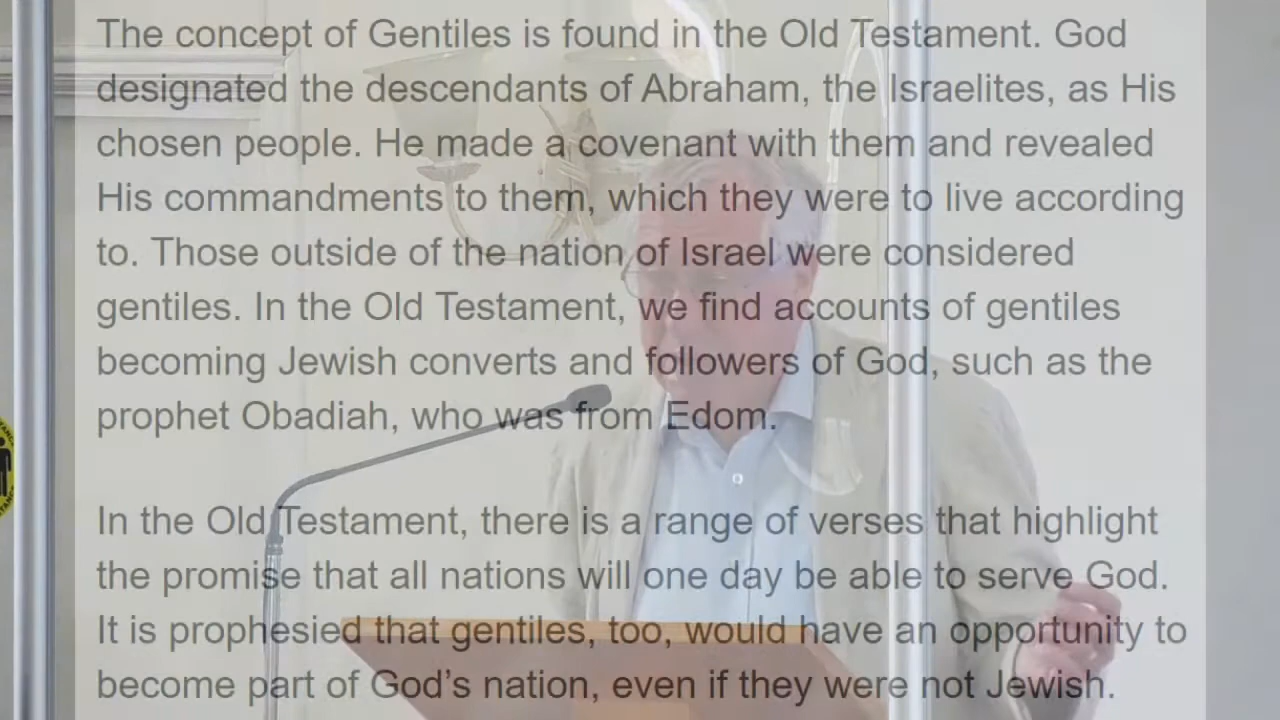 The concept of Gentiles is found in the Old Testament. God
designated the descendants of Abraham, the Israelites, as His
chosen people. He made a covenant with them and revealed
His commandments to them, which they were to live according
to. Those outside of the nation of Israel were considered
gentiles. In the Old Testament, we find accounts of gentiles
becoming Jewish converts and followers of God, such as the
prophet Obadiah, who was from Edom.
In the Old Testament, there is a range of verses that highlight
the promise that all nations will one day be able to serve God.
It is prophesied that gentiles, too, would have an opportunity to
become part of God’s nation, even if they were not Jewish.